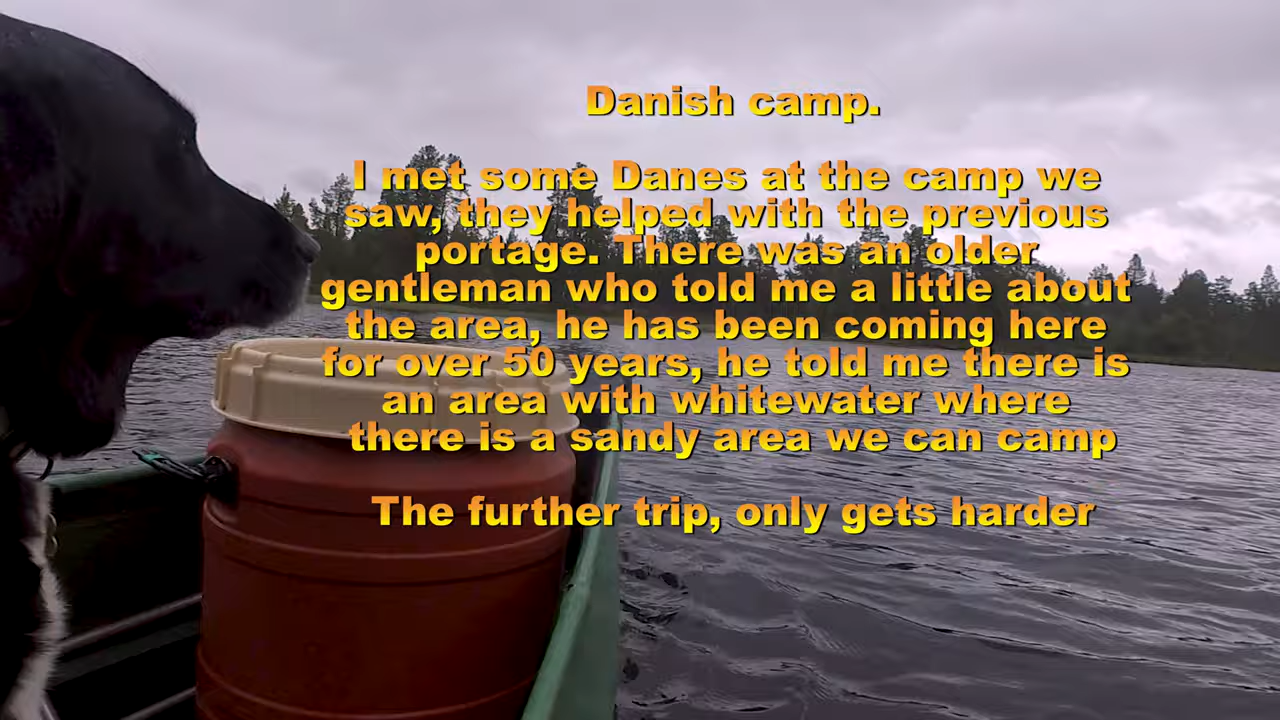 Danish camp.
I met some Danes at the camp we
saw, they helped with the previous
portage. There was an older
gentleman who told me a little about
the area, he has been coming here
for over 50 years, he told me there is
an area with whitewater where
there is a sandy area we can camp
The further trip, only gets harder